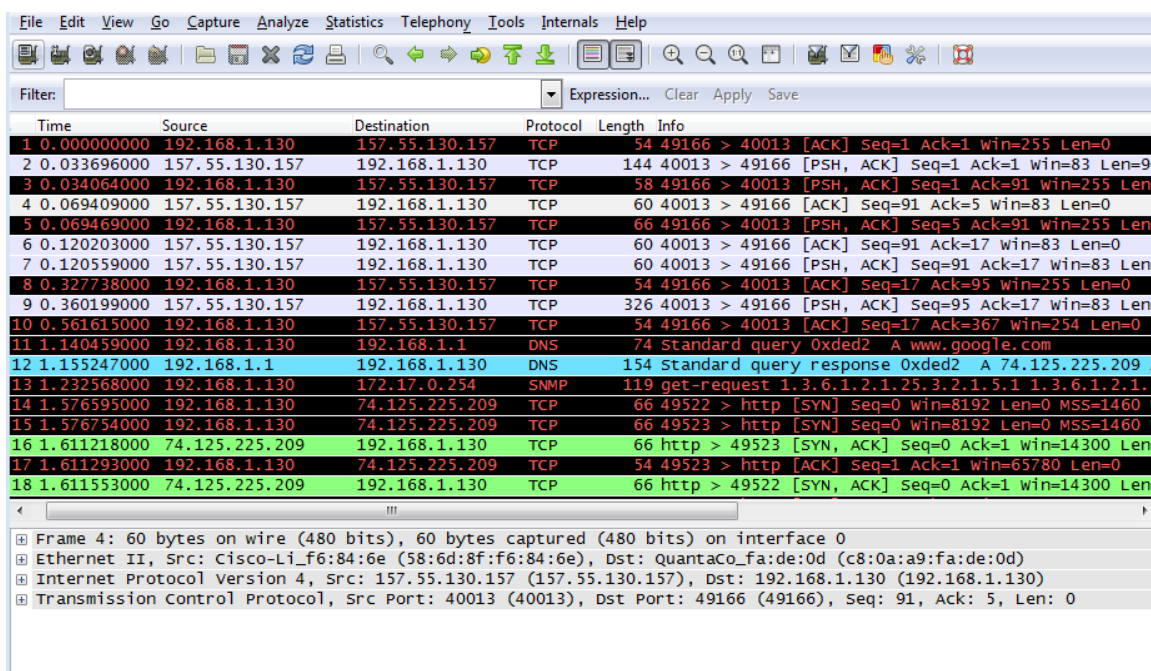 File Edit View Go Capture Analyze Statistics Telephony Tools Internals Help
Filter: Expression... Clear Apply Save
Time Source Destination Protocol Length Info
1 0.000000000 192.168.1.130 157.55.130.157 TCP 54 49166 > 40013 [ACK] Seq=1 Ack=1 Win=255 Len=0
2 0.033696000 157.55.130.157 192.168.1.130 TCP 144 40013 > 49166 [PSH, ACK] Seq=1 Ack=1 Win=83 Len=9
3 0.034064000 192.168.1.130 157.55.130.157 TCP 58 49166 > 40013 [PSH, ACK] Seq=1 Ack=91 Win=255 Len
4 0.069409000 157.55.130.157 192.168.1.130 TCP 60 40013 > 49166 [ACK] Seq=91 Ack=5 Win=83 Len=0
5 0.069469000 192.168.1.130 157.55.130.157 TCP 66 49166 > 40013 [PSH, ACK] Seq=5 Ack=91 Win=255 Len
6 0.120203000 157.55.130.157 192.168.1.130 TCP 60 40013 > 49166 [ACK] Seq=91 Ack=17 Win=83 Len=0
7 0.120559000 157.55.130.157 192.168.1.130 TCP 60 40013 > 49166 [PSH, ACK] Seq=91 Ack=17 Win=83 Len
8 0.327738000 192.168.1.130 157.55.130.157 TCP 54 49166 > 40013 [ACK] Seq=17 Ack=95 Win=255 Len=0
9 0.360199000 157.55.130.157 192.168.1.130 TCP 326 40013 > 49166 [PSH, ACK] Seq=95 Ack=17 Win=83 Len
10 0.561615000 192.168.1.130 157.55.130.157 TCP 54 49166 > 40013 [ACK] Seq=17 Ack=367 Win=254 Len=0
11 1.140459000 192.168.1.130 192.168.1.1 DNS 74 Standard query 0xded2 A www.google.com
12 1.155247000 192.168.1.1 192.168.1.130 DNS 154 Standard query response 0xded2 A 74.125.225.209
13 1.232568000 192.168.1.130 172.17.0.254 SNMP 119 get-request 1.3.6.1.2.1.25.3.2.1.5.1 1.3.6.1.2.1.
14 1.576595000 192.168.1.130 74.125.225.209 TCP 66 49522 > http [SYN] Seq=0 Win=8192 Len=0 MSS=1460
15 1.576754000 192.168.1.130 74.125.225.209 TCP 66 49523 > http [SYN] Seq=0 Win=8192 Len=0 MSS=1460
16 1.611218000 74.125.225.209 192.168.1.130 TCP 66 http > 49523 [SYN, ACK] Seq=0 Ack=1 Win=14300 Len
17 1.611293000 192.168.1.130 74.125.225.209 TCP 54 49523 > http [ACK] Seq=1 Ack=1 Win=65780 Len=0
18 1.611553000 74.125.225.209 192.168.1.130 TCP 66 http > 49522 [SYN, ACK] Seq=0 Ack=1 Win=14300 Len
Frame 4: 60 bytes on wire (480 bits), 60 bytes captured (480 bits) on interface 0
Ethernet II, Src: Cisco-Li_f6:84:6e (58:6d:8f:f6:84:6e), Dst: QuantaCo_fa:de:0d (c8:0a:a9:fa:de:0d)
Internet Protocol Version 4, Src: 157.55.130.157 (157.55.130.157), Dst: 192.168.1.130 (192.168.1.130)
Transmission Control Protocol, Src Port: 40013 (40013), Dst Port: 49166 (49166), Seq: 91, Ack: 5, Len: 0